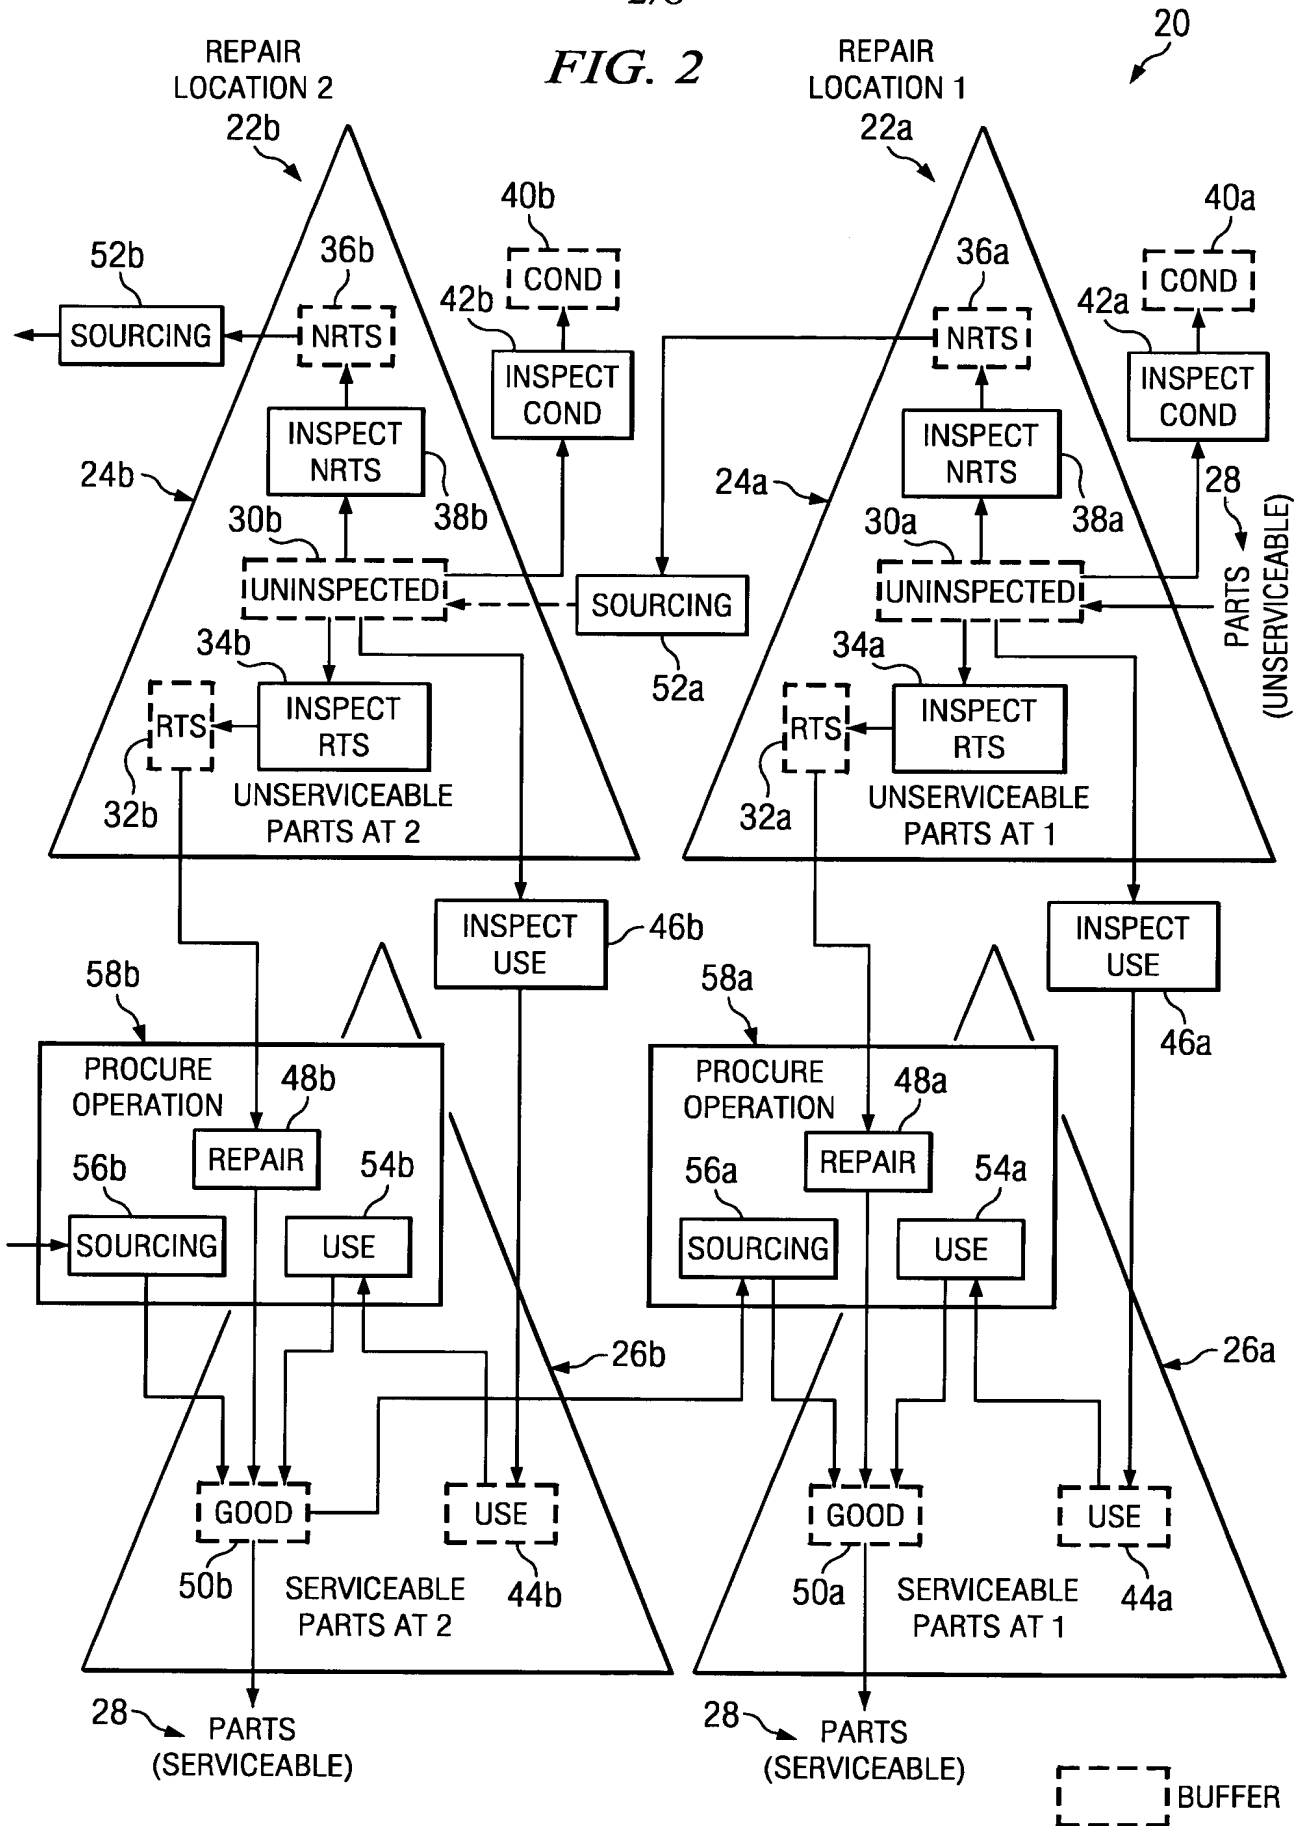 FIG. 2
20
REPAIR
LOCATION 2
22b
REPAIR
LOCATION 1
22a
40b
COND
40a
COND
52b
SOURCING
36b
NRTS
42b
INSPECT
COND
36a
NRTS
42a
INSPECT
COND
INSPECT
NRTS
38b
INSPECT
NRTS
38a
24b
24a
28
PARTS
(UNSERVICEABLE)
30b
UNINSPECTED
SOURCING
52a
30a
UNINSPECTED
34b
INSPECT
RTS
RTS
32b
34a
INSPECT
RTS
RTS
32a
UNSERVICEABLE
PARTS AT 2
UNSERVICEABLE
PARTS AT 1
INSPECT
USE
46b
INSPECT
USE
46a
58b
PROCURE
OPERATION
48b
REPAIR
56b
SOURCING
54b
USE
58a
PROCURE
OPERATION
48a
REPAIR
56a
SOURCING
54a
USE
26b
26a
GOOD
50b
USE
44b
GOOD
50a
USE
44a
SERVICEABLE
PARTS AT 2
SERVICEABLE
PARTS AT 1
28
PARTS
(SERVICEABLE)
28
PARTS
(SERVICEABLE)
BUFFER